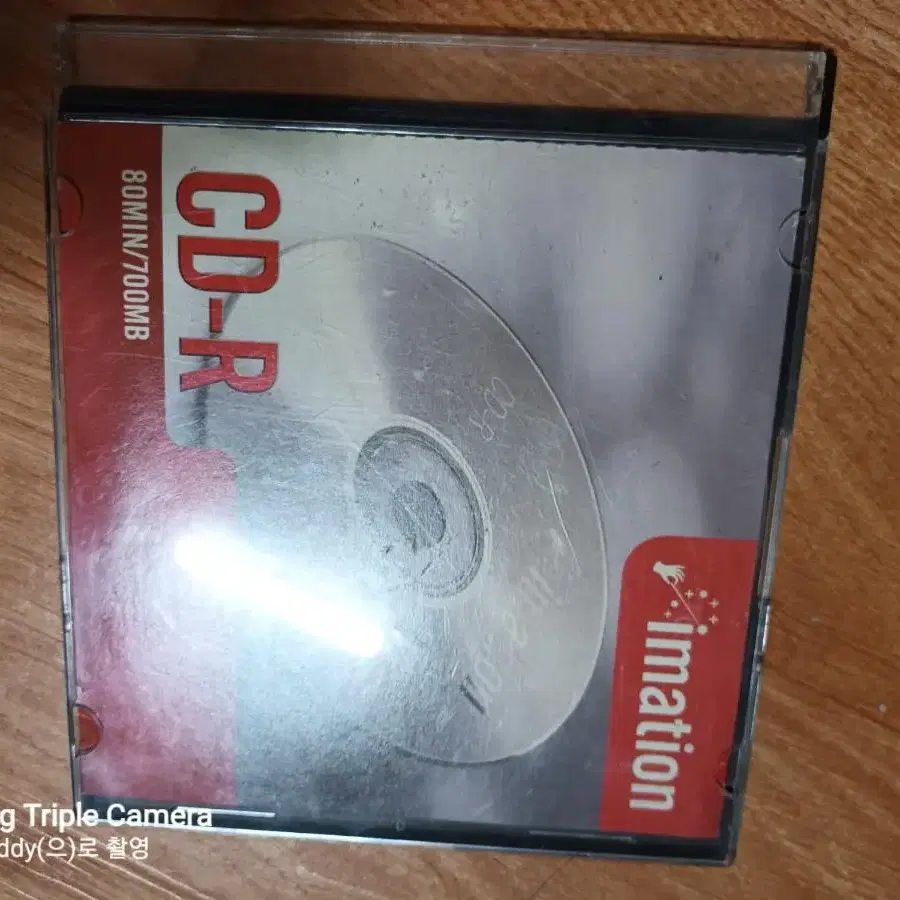 imation
CD-R
80MIN/700MB
g Triple Camera
ddy(으)로 촬영